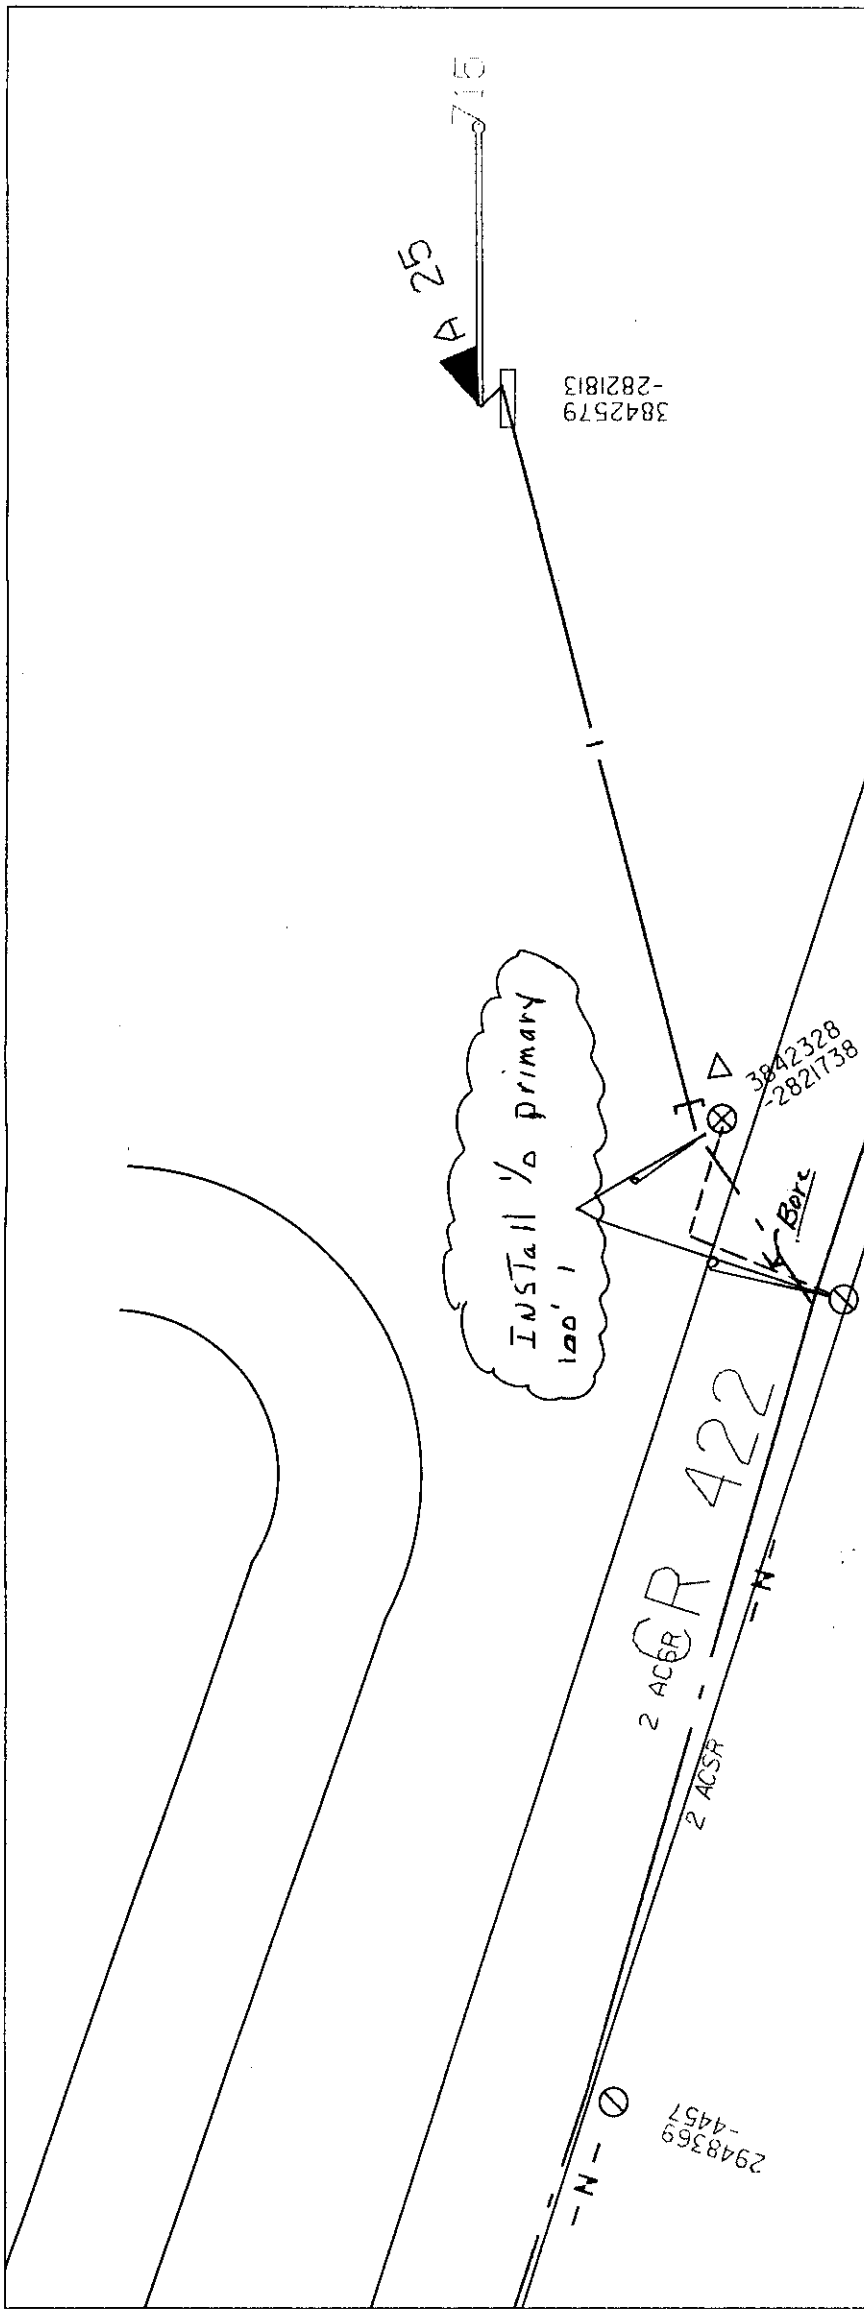 715
A 25
3842579
-2821813
INSTall 1/0 primary
100' 1
3842328
-2821738
Bore
CR 422
2 ACSR
2 ACSR
-N-
-N-
2948369
-4457